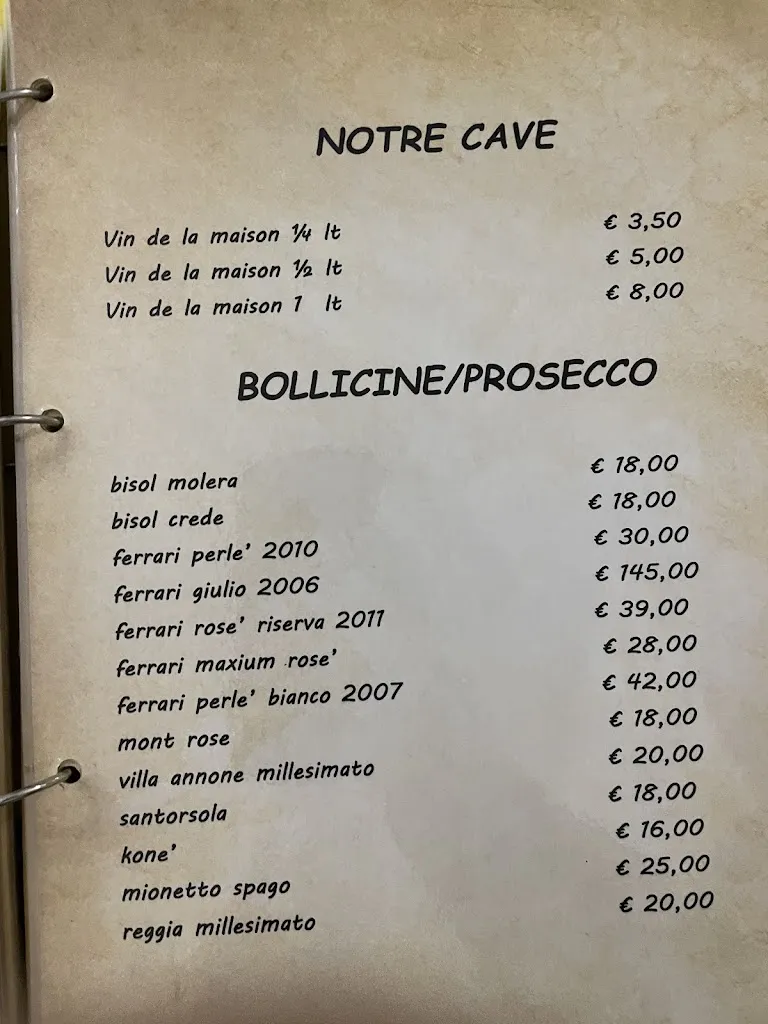 NOTRE CAVE
Vin de la maison ¼ lt € 3,50
Vin de la maison ½ lt € 5,00
Vin de la maison 1 lt € 8,00
BOLLICINE/PROSECCO
bisol molera € 18,00
bisol crede € 18,00
ferrari perle' 2010 € 30,00
ferrari giulio 2006 € 145,00
ferrari rose' riserva 2011 € 39,00
ferrari maxium rose' € 28,00
ferrari perle' bianco 2007 € 42,00
mont rose € 18,00
villa annone millesimato € 20,00
santorsola € 18,00
kone' € 16,00
mionetto spago € 25,00
reggia millesimato € 20,00